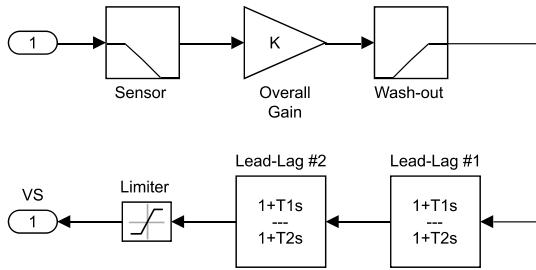 1
K
Sensor
Overall
Gain
Wash-out
VS
Limiter
Lead-Lag #2
Lead-Lag #1
1
1+T1s
---
1+T2s
1+T1s
---
1+T2s